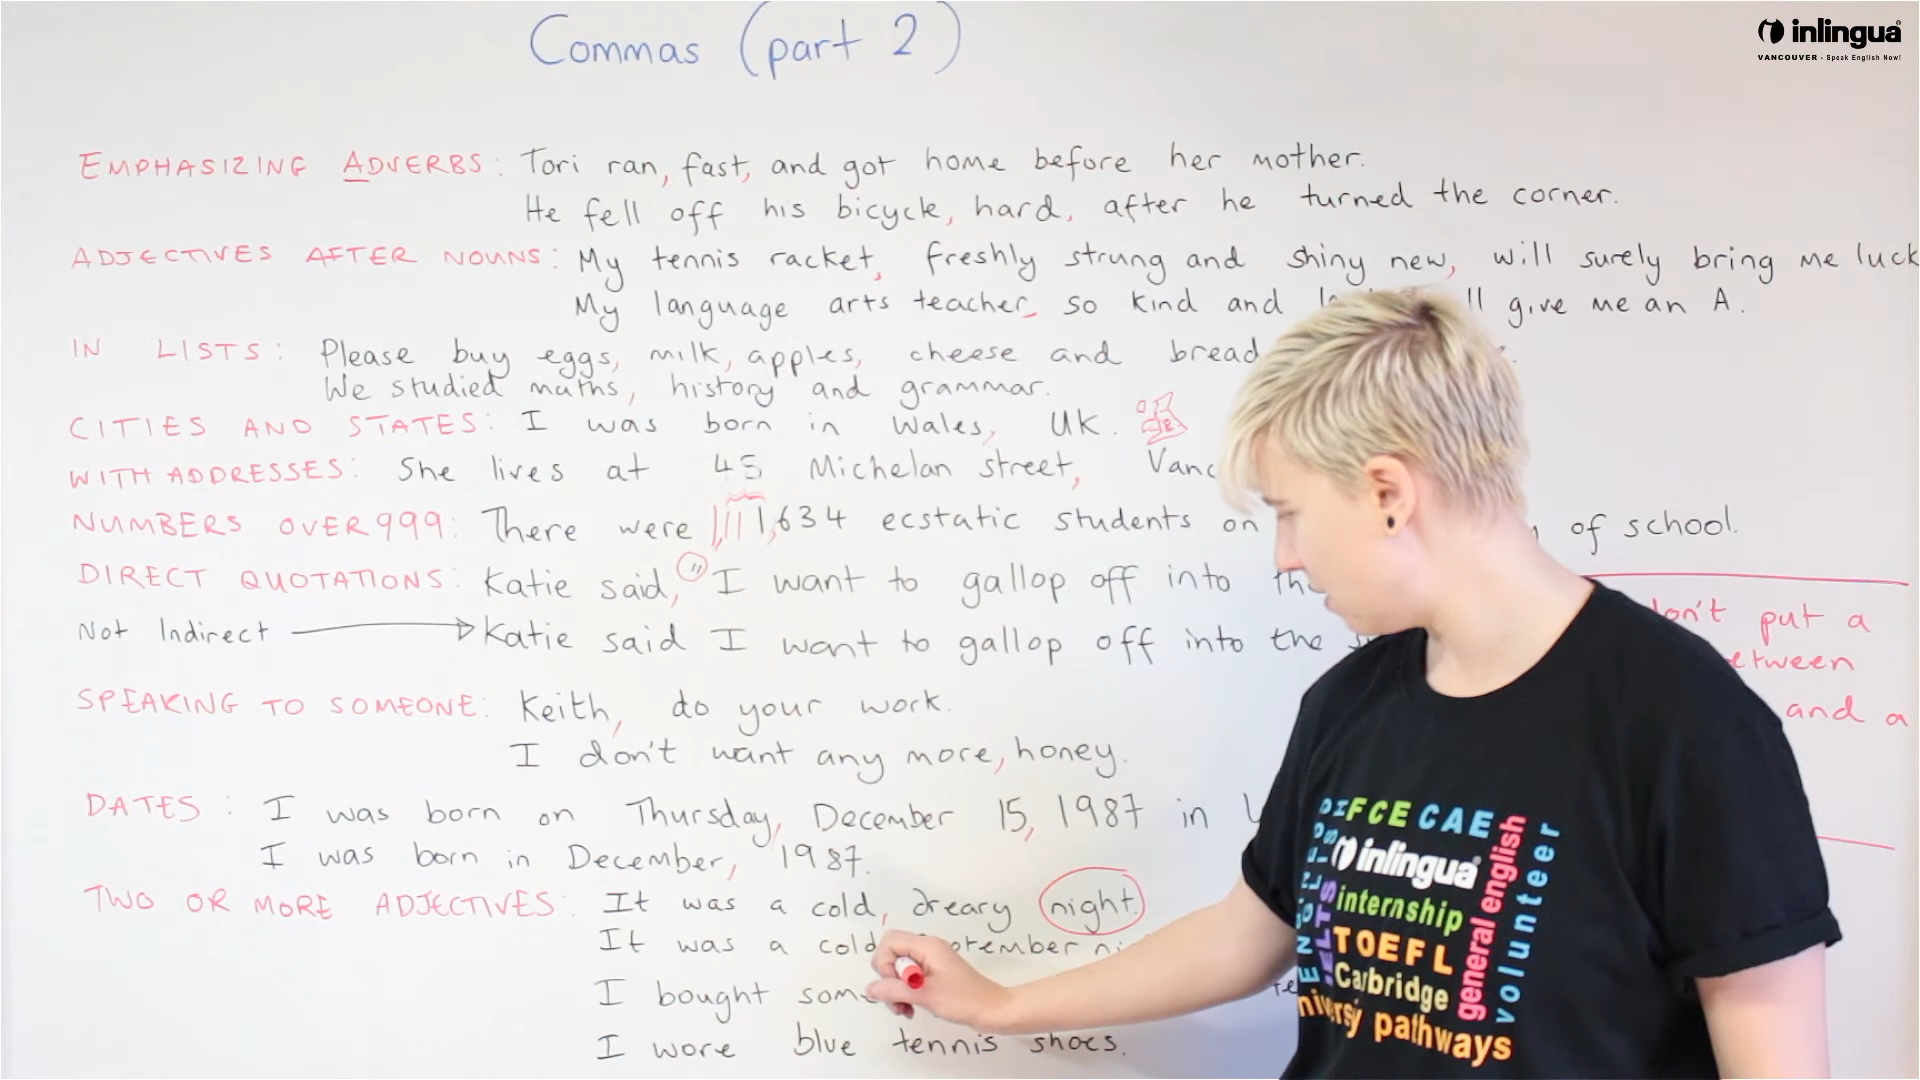 Commas (part 2)
inlingua
VANCOUVER - Speak English Now!
EMPHASIZING ADVERBS: Tori ran, fast, and got home before her mother.
He fell off his bicycle, hard, after he turned the corner.
ADJECTIVES AFTER NOUNS: My tennis racket, freshly strung and shiny new, will surely bring me luck
My language arts teacher, so kind and give me an A.
IN LISTS: Please buy eggs, milk, apples, cheese and bread
We studied maths, history and grammar.
CITIES AND STATES: I was born in Wales, UK.
WITH ADDRESSES: She lives at 45 Michelan street,
NUMBERS OVER 999: There were 1,111,634 ecstatic students on of school.
DIRECT QUOTATIONS: Katie said, " I want to gallop off into
Not Indirect Katie said I want to gallop off into the
don't put a
between
and a
SPEAKING TO SOMEONE: Keith, do your work.
I don't want any more, honey.
DATES: I was born on Thursday, December 15, 1987 in
I was born in December, 1987.
TWO OR MORE ADJECTIVES: It was a cold, dreary night.
It was a cold September
I bought
I wore blue tennis shoes.
FCE CAE
inlingua
internship
TOEFL
Cambridge
pathways
general english
volunteer